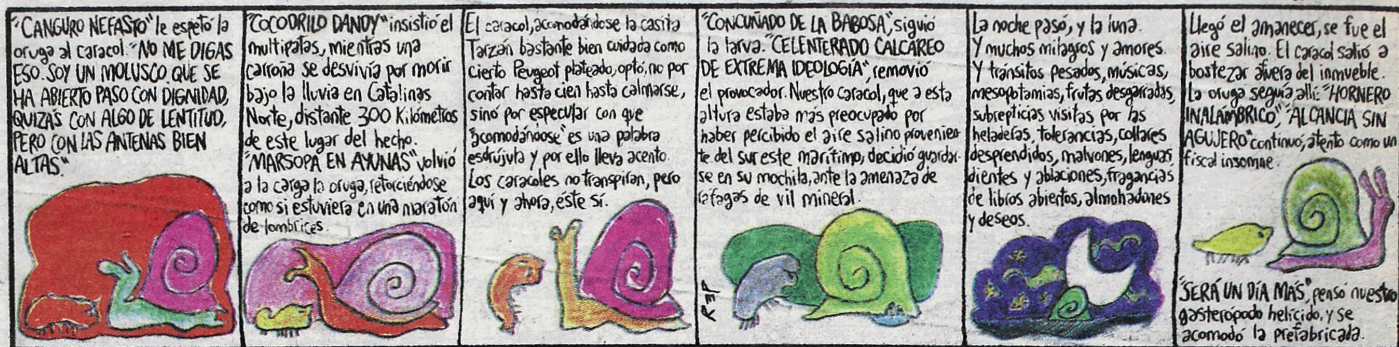 "CANGURO NEFASTO" le espetó la
oruga al caracol. "NO ME DIGAS
ESO. SOY UN MOLUSCO QUE SE
HA ABIERTO PASO CON DIGNIDAD,
QUIZÁS CON ALGO DE LENTITUD,
PERO CON LAS ANTENAS BIEN
ALTAS."
"COCODRILO DANDY" insistió el
multipatas, mientras una
carroña se desvivía por morir
bajo la lluvia en Catalinas
Norte, distante 300 kilómetros
de este lugar del hecho.
"MARSOPA EN AYUNAS" volvió
a la carga la oruga, retorciéndose
como si estuviera en una maratón
de lombrices.
El caracol, acomodándose la casita
Tarzán bastante bien cuidada como
cierto Peugeot plateado, optó, no por
contar hasta cien hasta calmarse,
sinó por especular con que
"acomodándose" es una palabra
esdrújula y por ello lleva acento.
Los caracoles no transpiran, pero
aquí y ahora, éste sí.
"CONCUÑADO DE LA BABOSA", siguió
la larva. "CELENTERADO CALCÁREO
DE EXTREMA IDEOLOGÍA", removió
el provocador. Nuestro caracol, que a esta
altura estaba más preocupado por
haber percibido el aire salino provenien-
te del sureste marítimo, decidió guardar-
se en su mochila, ante la amenaza de
ráfagas de vil mineral.
REP
La noche pasó, y la luna.
Y muchos milagros y amores.
Y tránsitos pesados, músicas,
mesopotamias, frutas desgarradas,
subrepticias visitas por las
heladeras, tolerancias, collares
desprendidos, malvones, lenguas,
dientes y ablaciones, fragancias
de libros abiertos, almohadones
y deseos.
Llegó el amanecer, se fue el
aire salino. El caracol salió a
bostezar afuera del inmueble.
La oruga seguía allí: "HORNERO
INALÁMBRICO", "ALCANCÍA SIN
AGUJERO" continuó, atento como un
fiscal insomne.
"SERÁ UN DÍA MÁS", pensó nuestro
gasterópodo helícido, y se
acomodó la prefabricada.